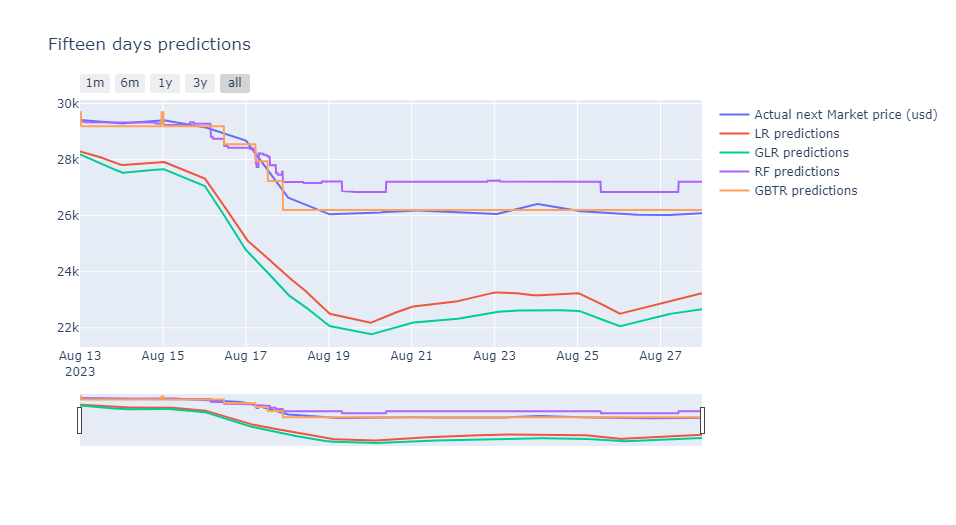 Fifteen days predictions
1m 6m 1y 3y all
30k
28k
26k
24k
22k
Aug 13 Aug 15 Aug 17 Aug 19 Aug 21 Aug 23 Aug 25 Aug 27
2023
Actual next Market price (usd)
LR predictions
GLR predictions
RF predictions
GBTR predictions